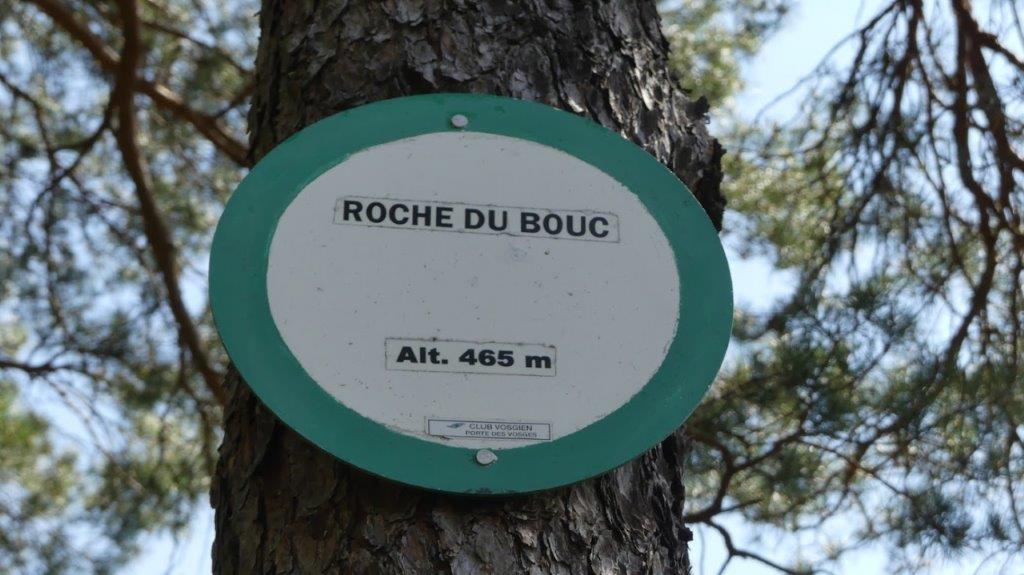 ROCHE DU BOUC
Alt. 465 m
CLUB VOSGIEN
PORTE DES VOSGES